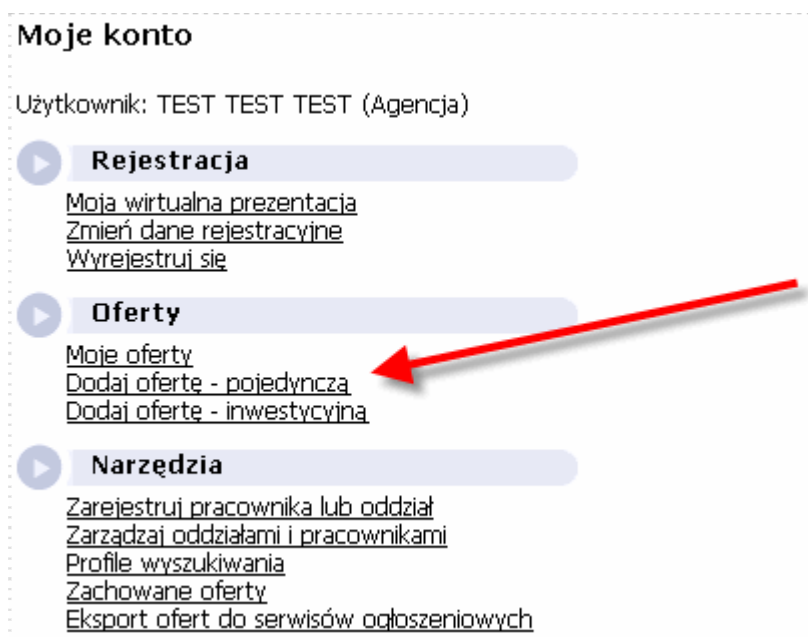 Moje konto
Użytkownik: TEST TEST TEST (Agencja)
Rejestracja
Moja wirtualna prezentacja
Zmień dane rejestracyjne
Wyrejestruj się
Oferty
Moje oferty
Dodaj ofertę - pojedynczą
Dodaj ofertę - inwestycyjną
Narzędzia
Zarejestruj pracownika lub oddział
Zarządzaj oddziałami i pracownikami
Profile wyszukiwania
Zachowane oferty
Eksport ofert do serwisów ogłoszeniowych